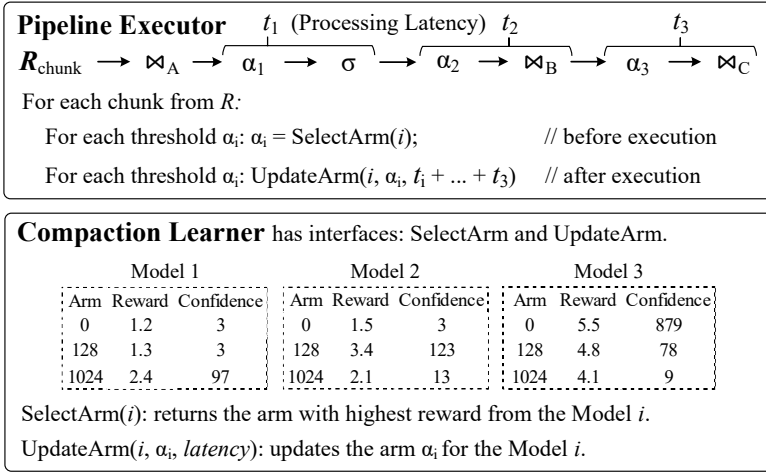 Pipeline Executor t₁ (Processing Latency) t₂ t₃
R_chunk → ⋈_A → α₁ → σ → α₂ → ⋈_B → α₃ → ⋈_C
For each chunk from R:
For each threshold αᵢ: αᵢ = SelectArm(i); // before execution
For each threshold αᵢ: UpdateArm(i, αᵢ, tᵢ + ... + t₃) // after execution
Compaction Learner has interfaces: SelectArm and UpdateArm.
Model 1 Model 2 Model 3
Arm Reward Confidence Arm Reward Confidence Arm Reward Confidence
0 1.2 3 0 1.5 3 0 5.5 879
128 1.3 3 128 3.4 123 128 4.8 78
1024 2.4 97 1024 2.1 13 1024 4.1 9
SelectArm(i): returns the arm with highest reward from the Model i.
UpdateArm(i, αᵢ, latency): updates the arm αᵢ for the Model i.